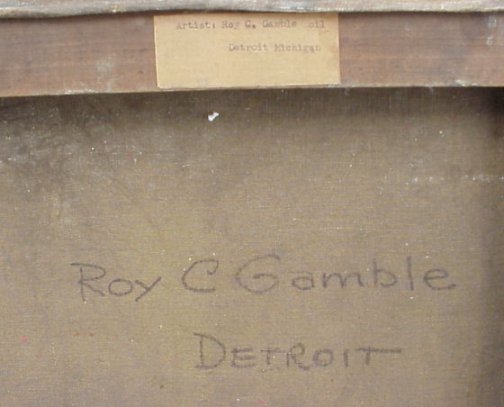 Artist: Roy C. Gamble oil
Detroit Michigan
Roy C Gamble
DETROIT